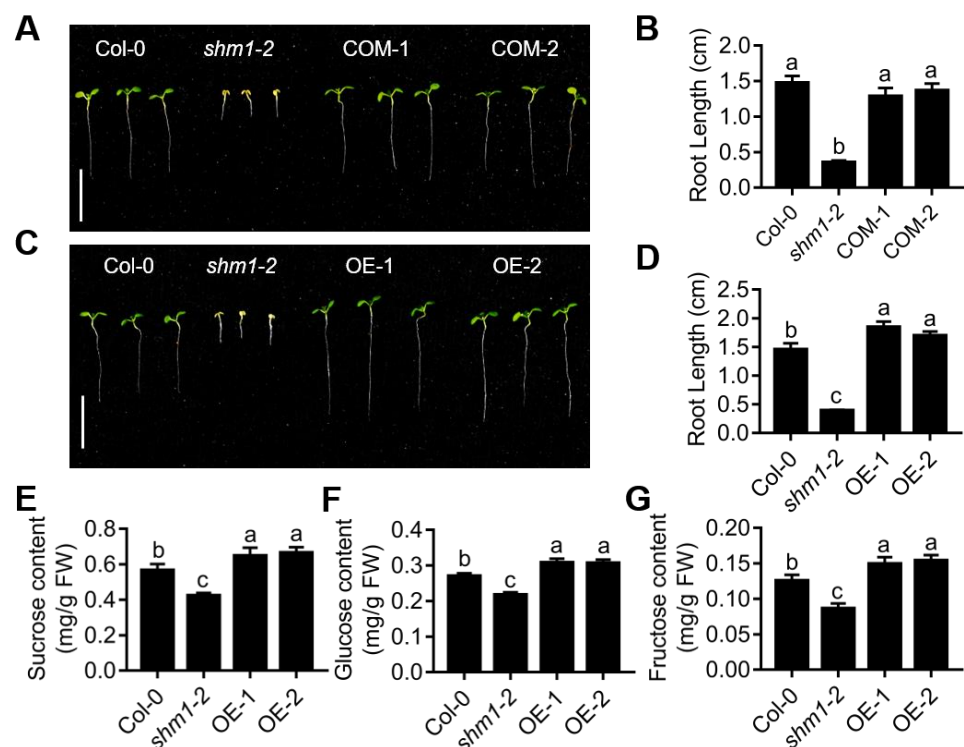 A
Col-0 shm1-2 COM-1 COM-2
B
Root Length (cm)
2.0
1.5
1.0
0.5
0.0
a
b
a
a
Col-0
shm1-2
COM-1
COM-2
C
Col-0 shm1-2 OE-1 OE-2
D
Root Length (cm)
2.5
2.0
1.5
1.0
0.5
0.0
b
c
a
a
Col-0
shm1-2
OE-1
OE-2
E
Sucrose content
(mg/g FW)
0.8
0.6
0.4
0.2
0.0
b
c
a
a
Col-0
shm1-2
OE-1
OE-2
F
Glucose content
(mg/g FW)
0.4
0.3
0.2
0.1
0.0
b
c
a
a
Col-0
shm1-2
OE-1
OE-2
G
Fructose content
(mg/g FW)
0.20
0.15
0.10
0.05
0.00
b
c
a
a
Col-0
shm1-2
OE-1
OE-2